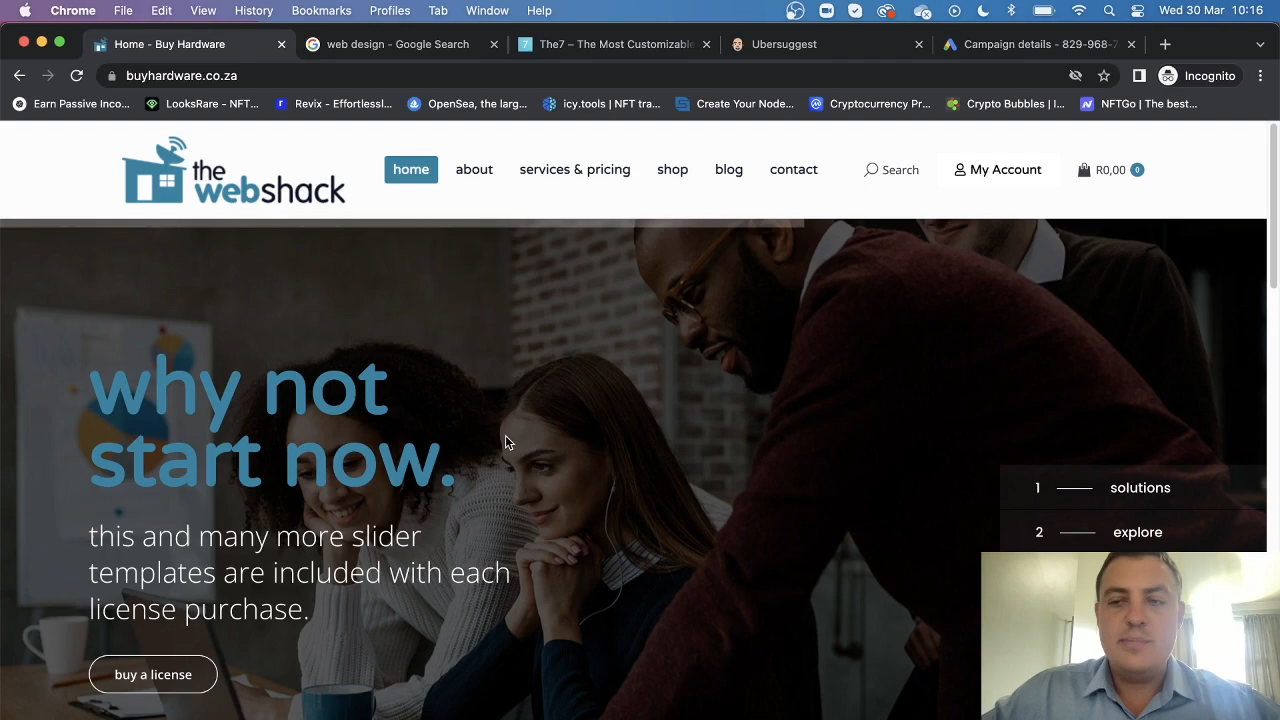 Chrome File Edit View History Bookmarks Profiles Tab Window Help Wed 30 Mar 10:16
Home - Buy Hardware web design - Google Search The7 – The Most Customizable Ubersuggest Campaign details - 829-968-7
buyhardware.co.za Incognito
Earn Passive Inco... LooksRare - NFT... Revix - Effortlessl... OpenSea, the larg... icy.tools | NFT tra... Create Your Node... Cryptocurrency Pr... Crypto Bubbles | I... NFTGo | The best...
the webshack
home about services & pricing shop blog contact Search My Account R0,00 0
why not
start now.
this and many more slider
templates are included with each
license purchase.
buy a license
1 solutions
2 explore